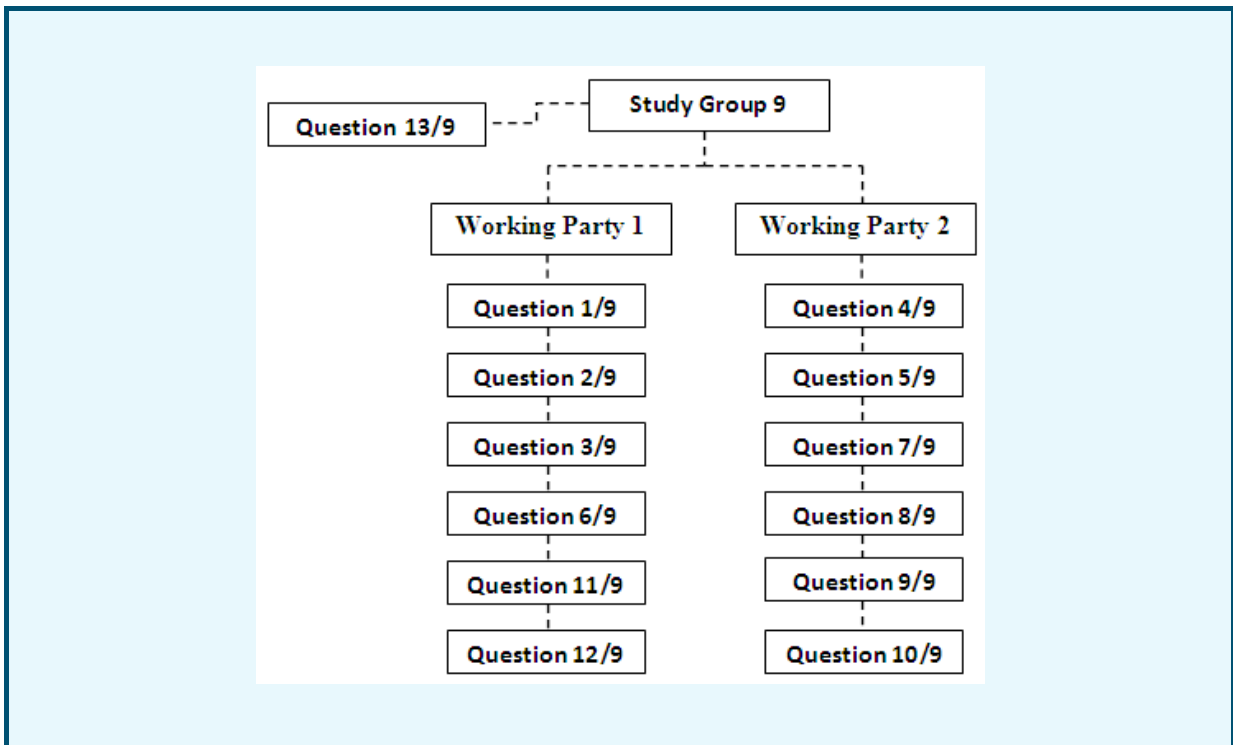 Study Group 9
Question 13/9
Working Party 1
Working Party 2
Question 1/9
Question 4/9
Question 2/9
Question 5/9
Question 3/9
Question 7/9
Question 6/9
Question 8/9
Question 11/9
Question 9/9
Question 12/9
Question 10/9